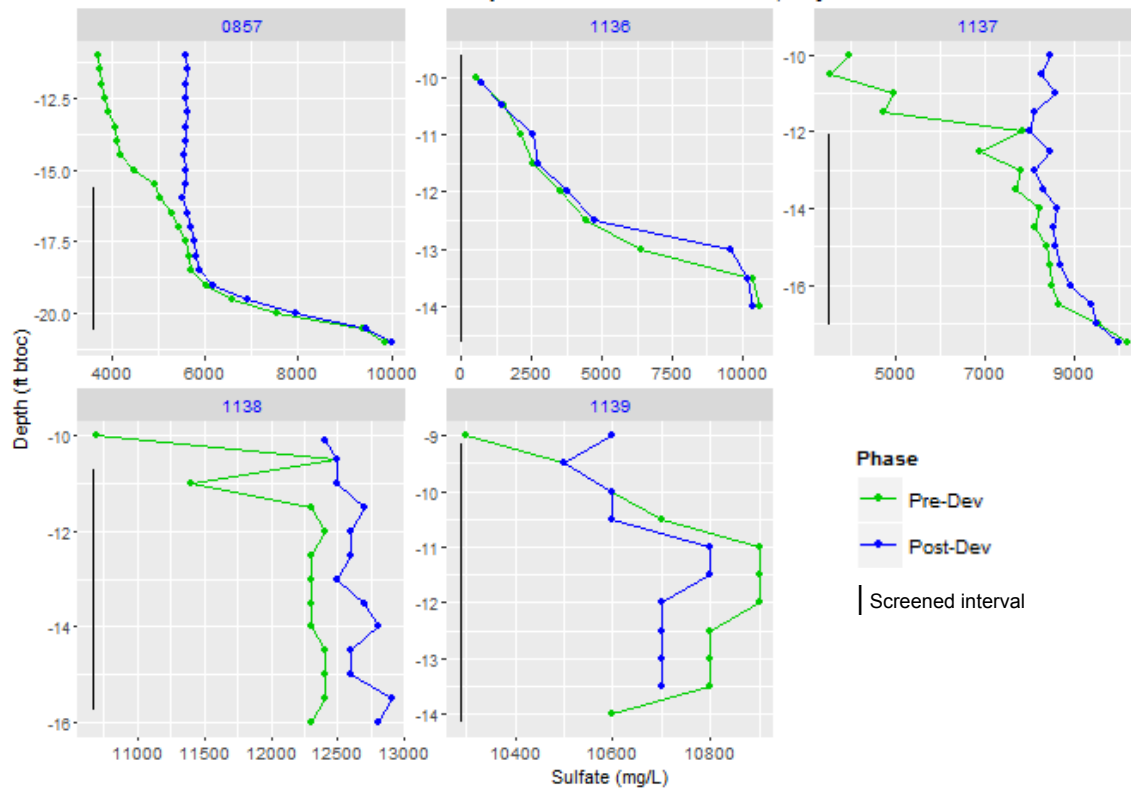 0857
1136
1137
-12.5
-15.0
-17.5
-20.0
4000 6000 8000 10000
-10
-11
-12
-13
-14
0 2500 5000 7500 10000
-10
-12
-14
-16
5000 7000 9000
Depth (ft btoc)
1138
1139
-10
-12
-14
-16
11000 11500 12000 12500 13000
-9
-10
-11
-12
-13
-14
10400 10600 10800
Sulfate (mg/L)
Phase
Pre-Dev
Post-Dev
Screened interval